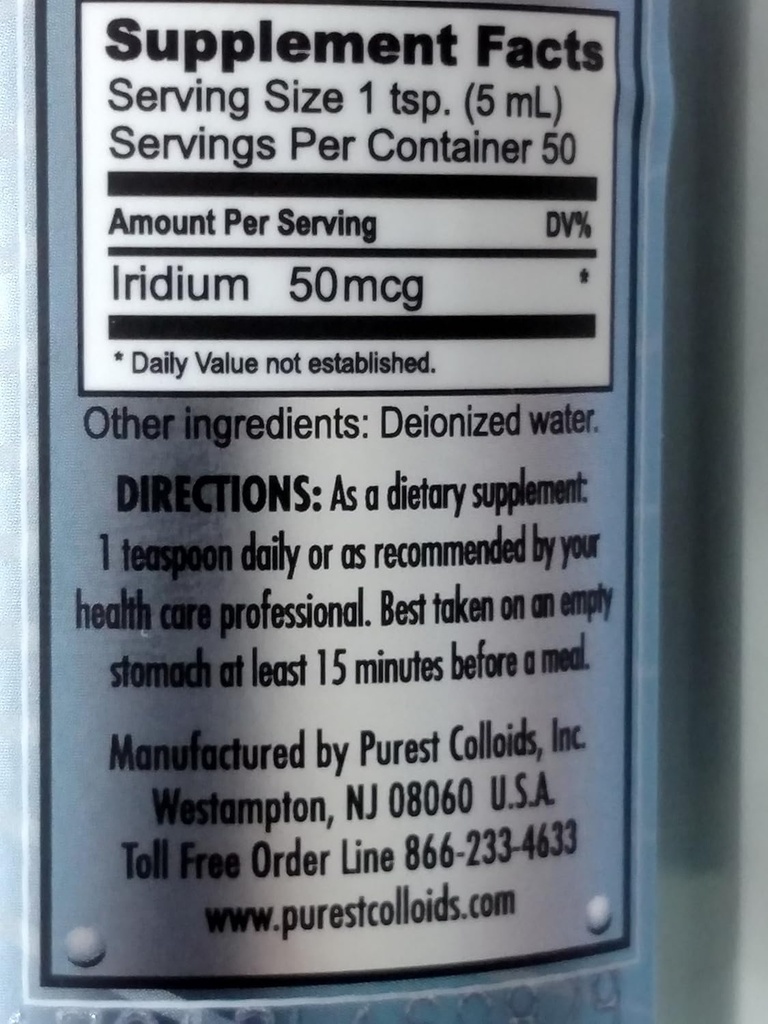 Supplement Facts
Serving Size 1 tsp. (5 mL)
Servings Per Container 50
Amount Per Serving DV%
Iridium 50mcg *
* Daily Value not established.
Other ingredients: Deionized water.
DIRECTIONS: As a dietary supplement:
1 teaspoon daily or as recommended by your
health care professional. Best taken on an empty
stomach at least 15 minutes before a meal.
Manufactured by Purest Colloids, Inc.
Westampton, NJ 08060 U.S.A.
Toll Free Order Line 866-233-4633
www.purestcolloids.com